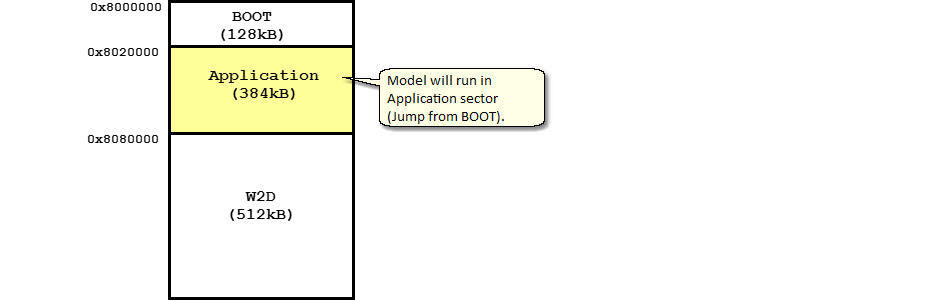 0x8000000
BOOT
(128kB)
0x8020000
Application
(384kB)
Model will run in
Application sector
(Jump from BOOT).
0x8080000
W2D
(512kB)